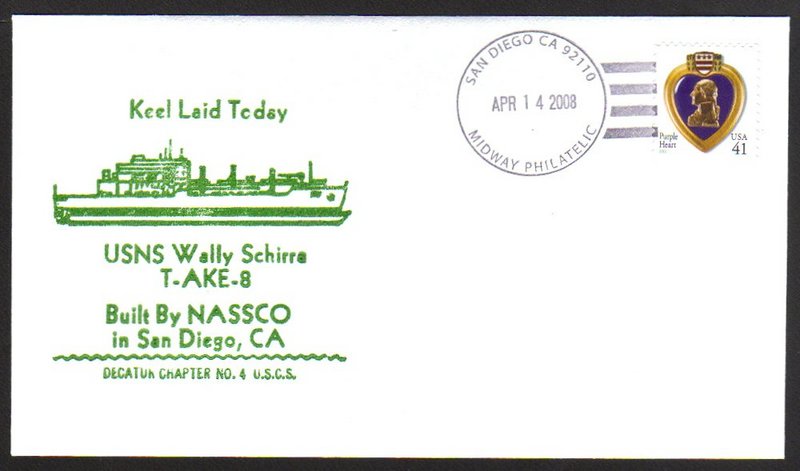 Keel Laid Today
USNS Wally Schirra
T-AKE-8
Built By NASSCO
in San Diego, CA
DECATUR ChAPTER NO. 4 U.S.C.S.
SAN DIEGO CA 92110
APR 14 2008
MIDWAY PHILATELIC
Purple
Heart
USA
41